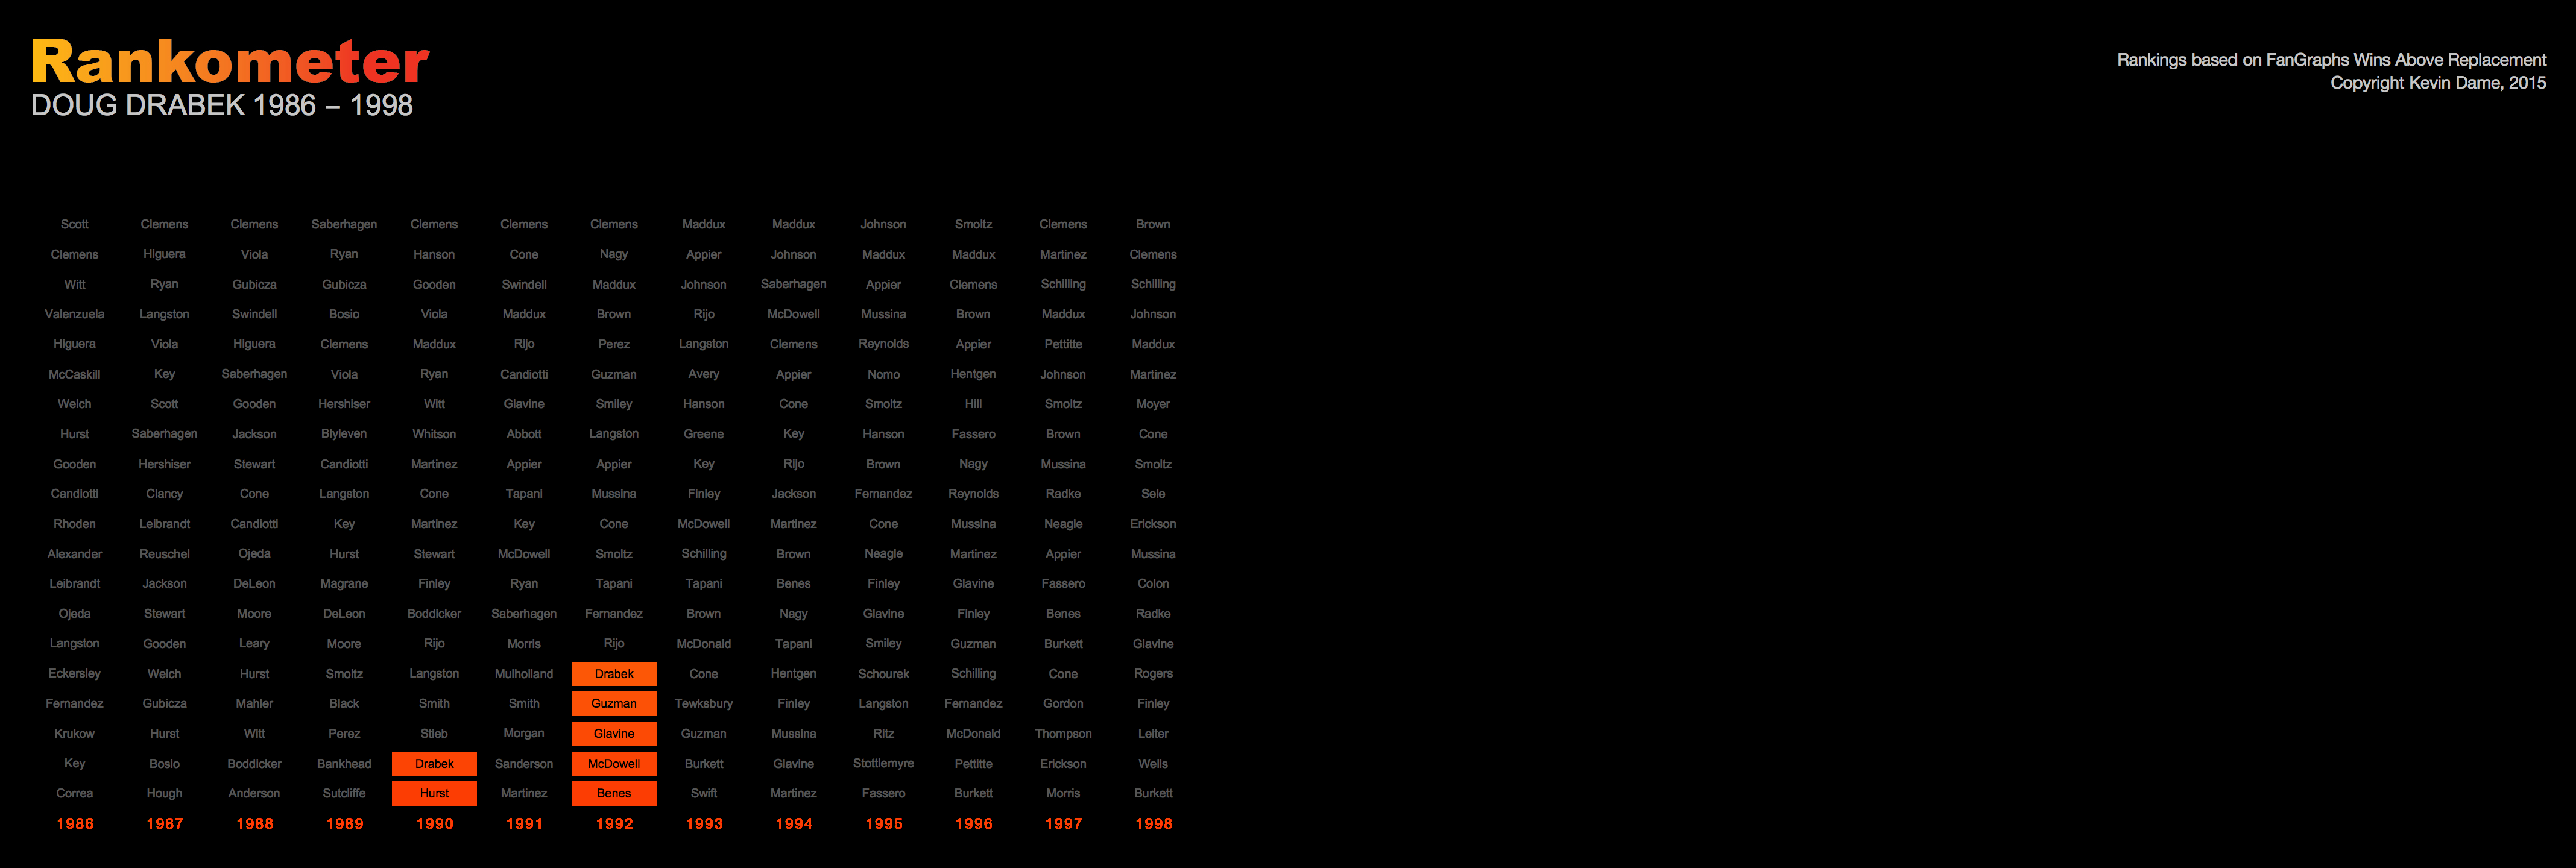 Rankometer
DOUG DRABEK 1986 – 1998
Rankings based on FanGraphs Wins Above Replacement
Copyright Kevin Dame, 2015
Scott Clemens Clemens Saberhagen Clemens Clemens Clemens Maddux Maddux Johnson Smoltz Clemens Brown
Clemens Higuera Viola Ryan Hanson Cone Nagy Appier Johnson Maddux Maddux Martinez Clemens
Witt Ryan Gubicza Gubicza Gooden Swindell Maddux Johnson Saberhagen Appier Clemens Schilling Schilling
Valenzuela Langston Swindell Bosio Viola Maddux Brown Rijo McDowell Mussina Brown Maddux Johnson
Higuera Viola Higuera Clemens Maddux Rijo Perez Langston Clemens Reynolds Appier Pettitte Maddux
McCaskill Key Saberhagen Viola Ryan Candiotti Guzman Avery Appier Nomo Hentgen Johnson Martinez
Welch Scott Gooden Hershiser Witt Glavine Smiley Hanson Cone Smoltz Hill Smoltz Moyer
Hurst Saberhagen Jackson Blyleven Whitson Abbott Langston Greene Key Hanson Fassero Brown Cone
Gooden Hershiser Stewart Candiotti Martinez Appier Appier Key Rijo Brown Nagy Mussina Smoltz
Candiotti Clancy Cone Langston Cone Tapani Mussina Finley Jackson Fernandez Reynolds Radke Sele
Rhoden Leibrandt Candiotti Key Martinez Key Cone McDowell Martinez Cone Mussina Neagle Erickson
Alexander Reuschel Ojeda Hurst Stewart McDowell Smoltz Schilling Brown Neagle Martinez Appier Mussina
Leibrandt Jackson DeLeon Magrane Finley Ryan Tapani Tapani Benes Finley Glavine Fassero Colon
Ojeda Stewart Moore DeLeon Boddicker Saberhagen Fernandez Brown Nagy Glavine Finley Benes Radke
Langston Gooden Leary Moore Rijo Morris Rijo McDonald Tapani Smiley Guzman Burkett Glavine
Eckersley Welch Hurst Smoltz Langston Mulholland Drabek Cone Hentgen Schourek Schilling Cone Rogers
Fernandez Gubicza Mahler Black Smith Smith Guzman Tewksbury Finley Langston Fernandez Gordon Finley
Krukow Hurst Witt Perez Stieb Morgan Glavine Guzman Mussina Ritz McDonald Thompson Leiter
Key Bosio Boddicker Bankhead Drabek Sanderson McDowell Burkett Glavine Stottlemyre Pettitte Erickson Wells
Correa Hough Anderson Sutcliffe Hurst Martinez Benes Swift Martinez Fassero Burkett Morris Burkett
1986 1987 1988 1989 1990 1991 1992 1993 1994 1995 1996 1997 1998